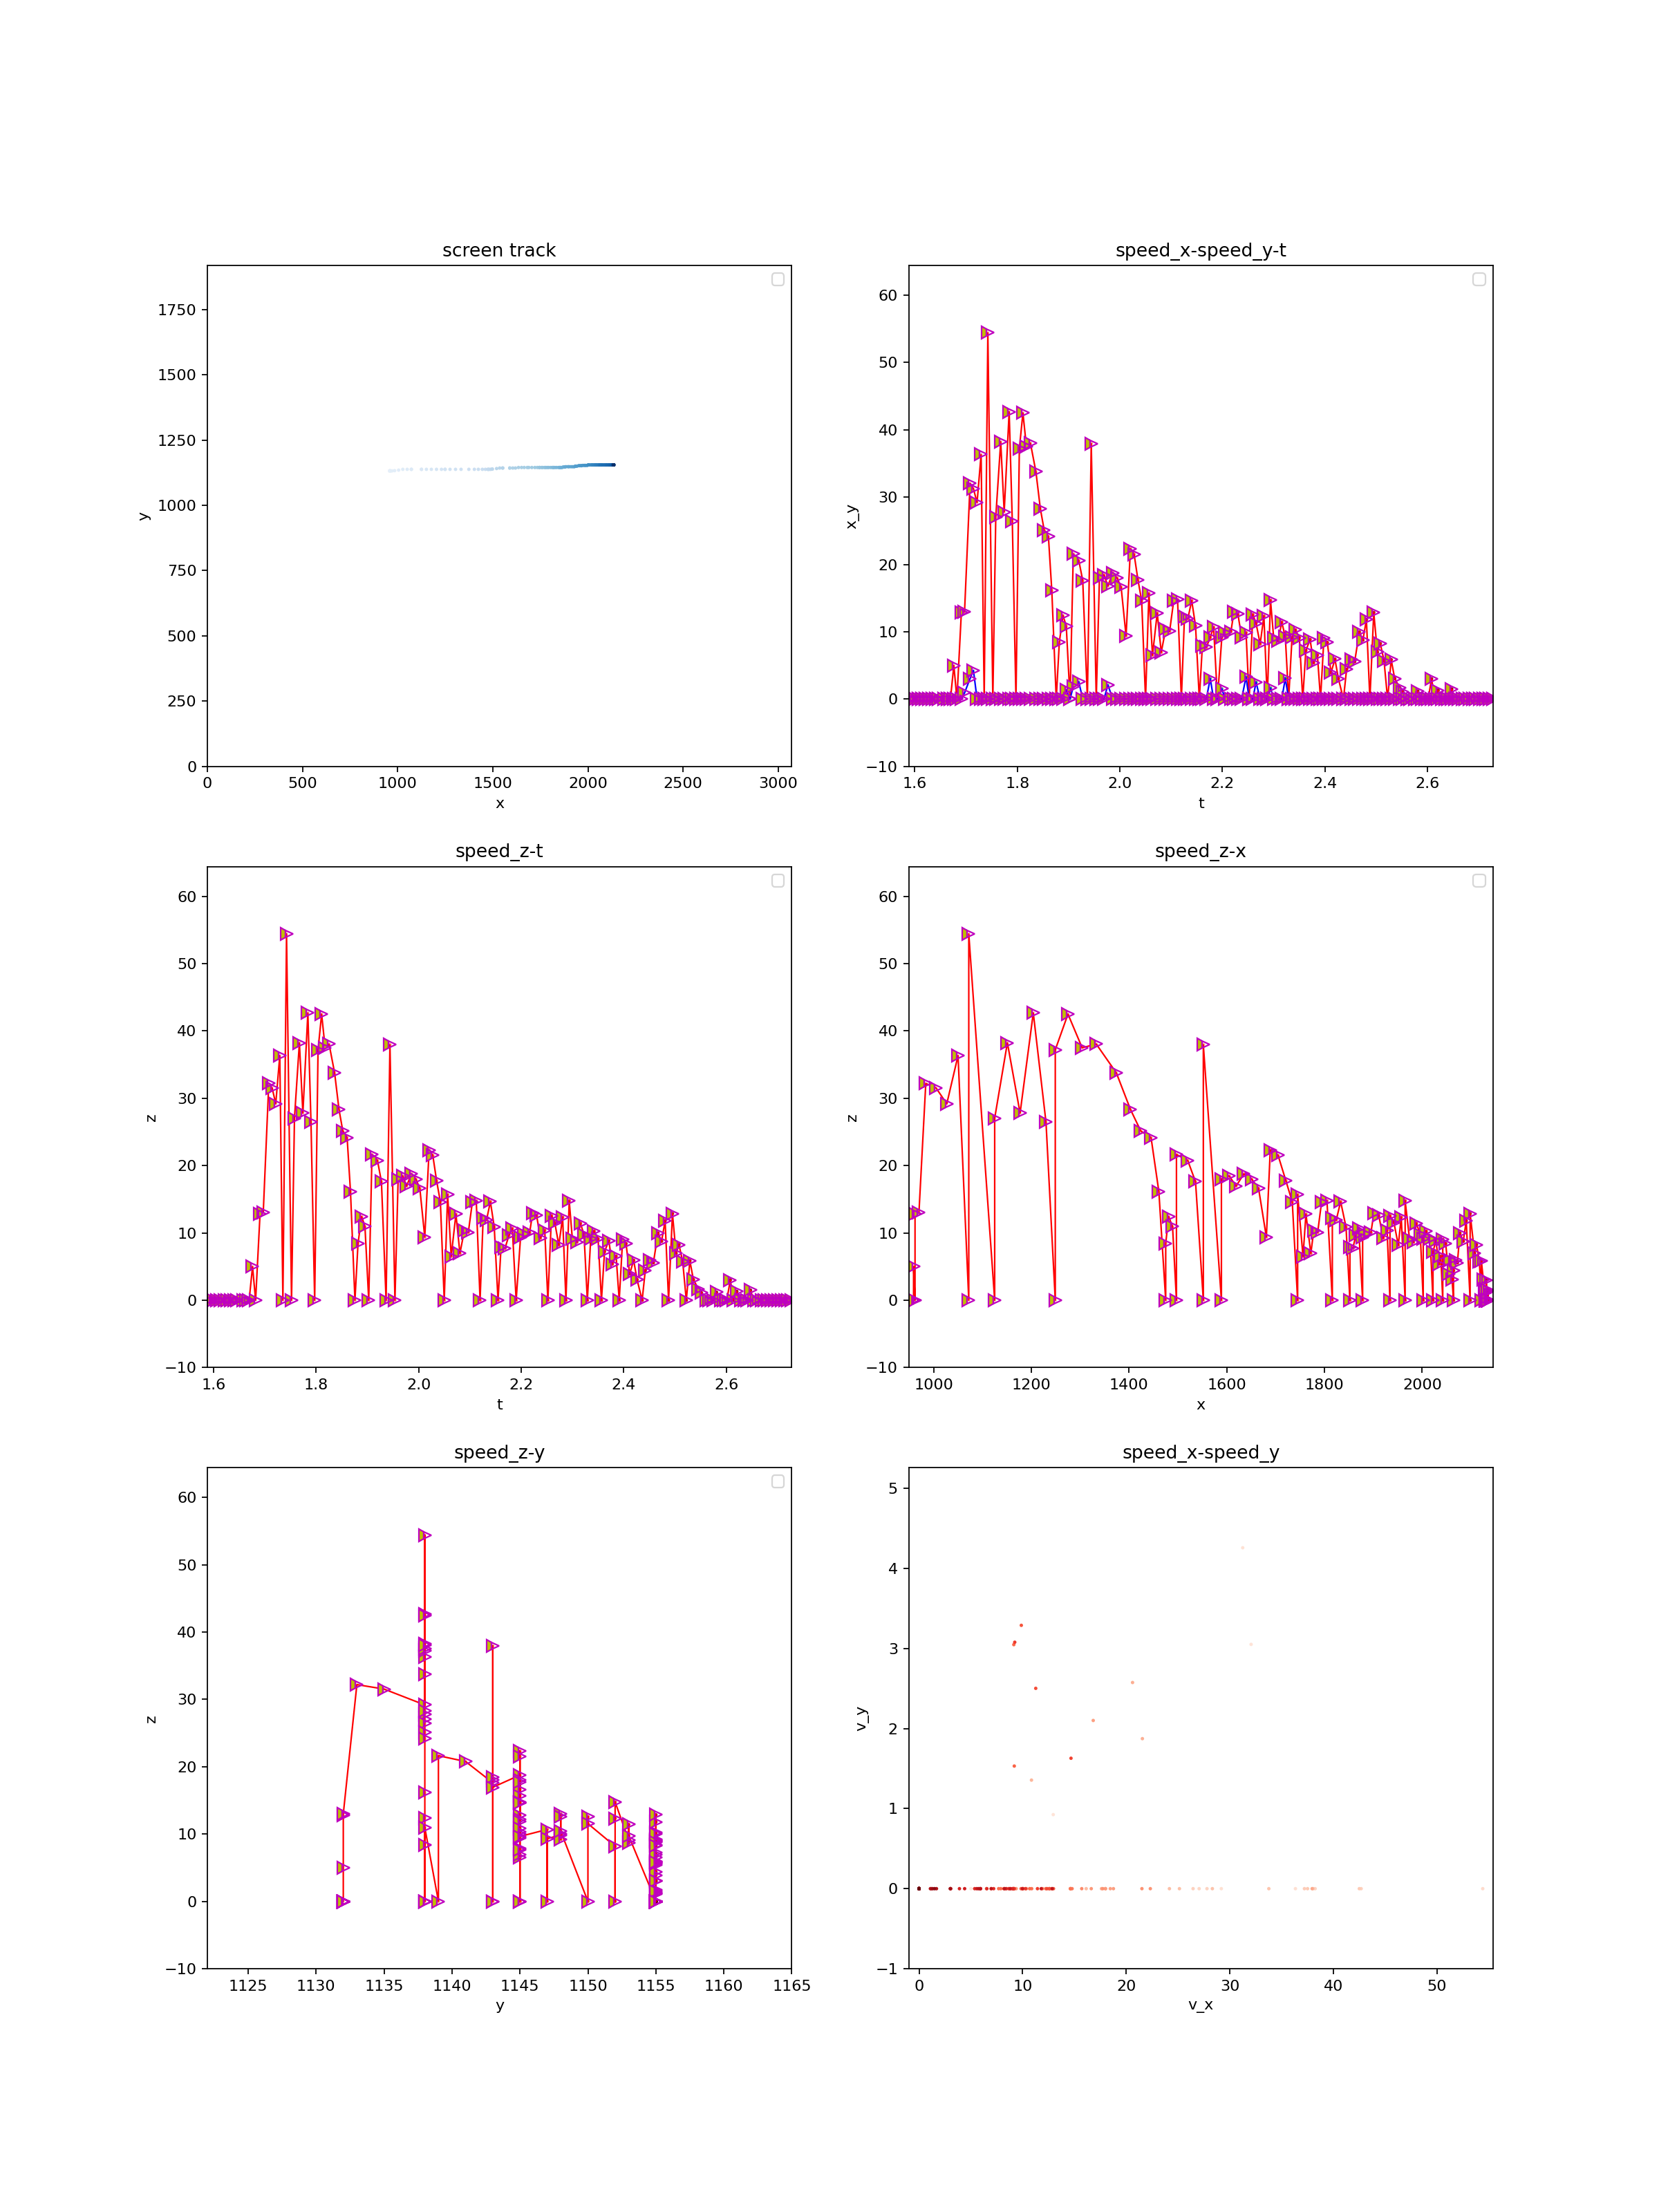 screen track
1750
1500
1250
1000
750
500
250
0
y
0 500 1000 1500 2000 2500 3000
x
speed_x-speed_y-t
60
50
40
30
20
10
0
−10
x_y
1.6 1.8 2.0 2.2 2.4 2.6
t
speed_z-t
60
50
40
30
20
10
0
−10
z
1.6 1.8 2.0 2.2 2.4 2.6
t
speed_z-x
60
50
40
30
20
10
0
−10
z
1000 1200 1400 1600 1800 2000
x
speed_z-y
60
50
40
30
20
10
0
−10
z
1125 1130 1135 1140 1145 1150 1155 1160 1165
y
speed_x-speed_y
5
4
3
2
1
0
−1
v_y
0 10 20 30 40 50
v_x